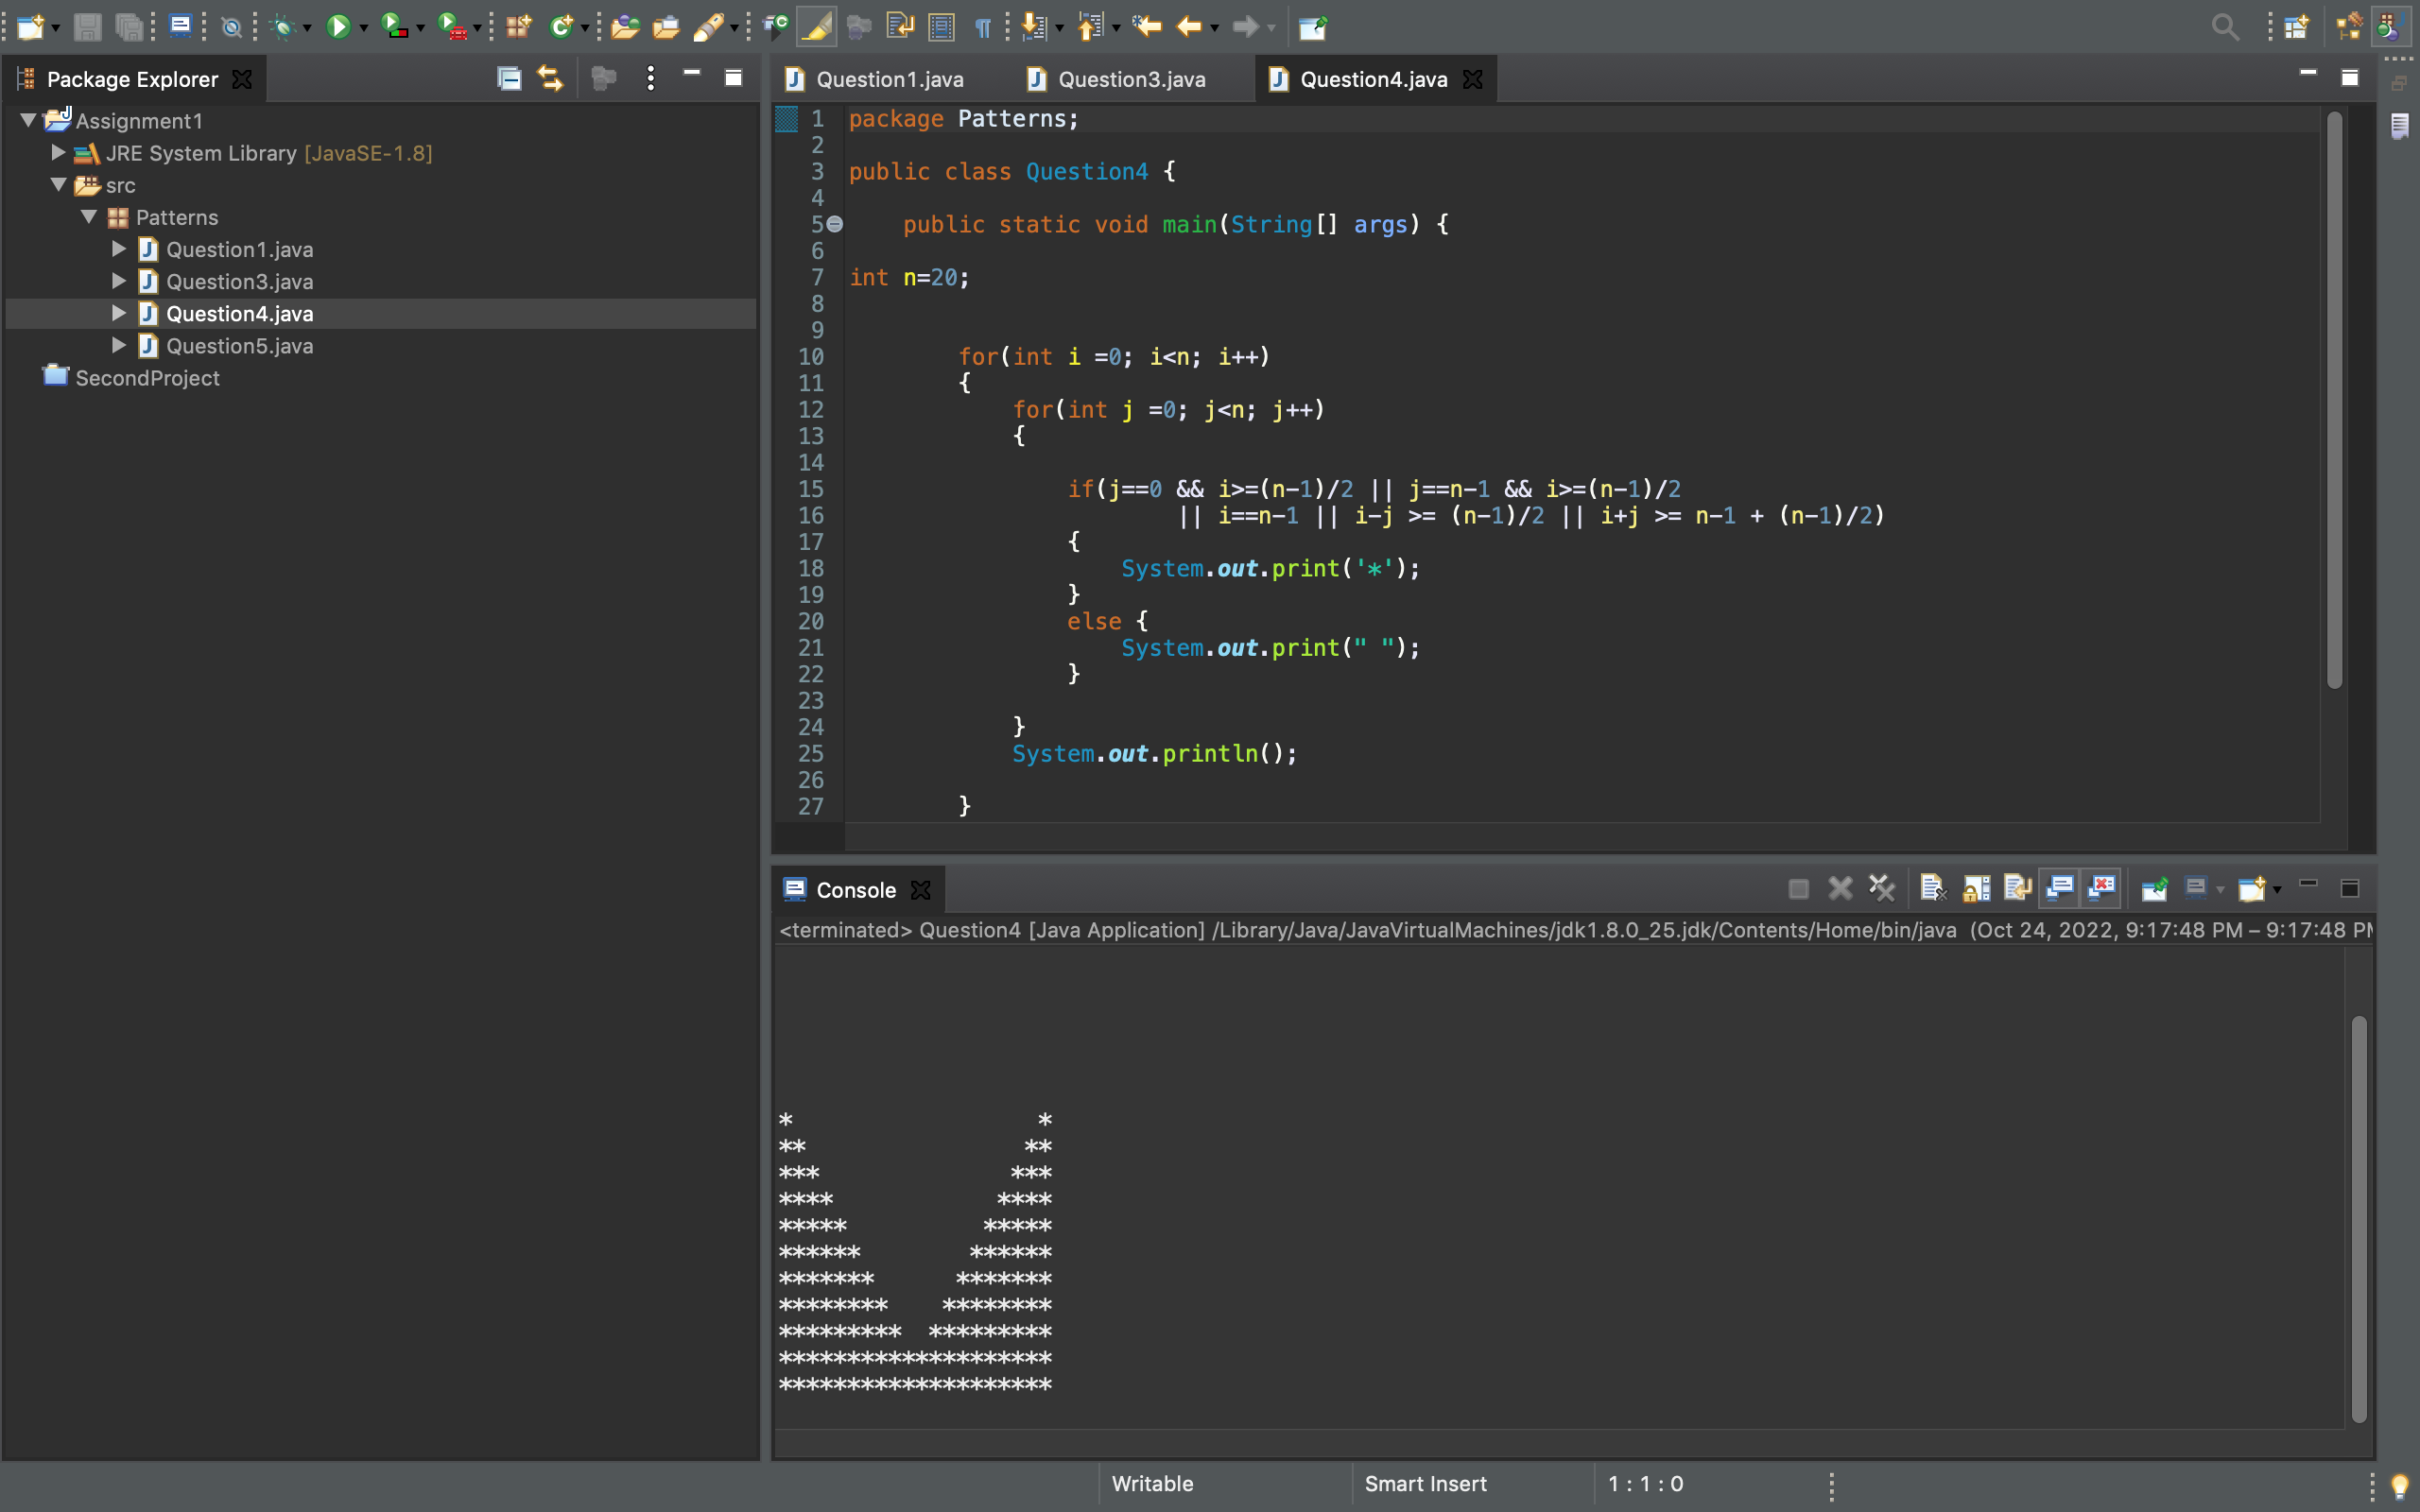 Package Explorer
Assignment1
JRE System Library [JavaSE-1.8]
src
Patterns
Question1.java
Question3.java
Question4.java
Question5.java
SecondProject
Question1.java Question3.java Question4.java
1 package Patterns;
2
3 public class Question4 {
4
5     public static void main(String[] args) {
6
7 int n=20;
8
9
10         for(int i =0; i<n; i++)
11         {
12             for(int j =0; j<n; j++)
13             {
14
15                 if(j==0 && i>=(n-1)/2 || j==n-1 && i>=(n-1)/2
16                         || i==n-1 || i-j >= (n-1)/2 || i+j >= n-1 + (n-1)/2)
17                 {
18                     System.out.print('*');
19                 }
20                 else {
21                     System.out.print(" ");
22                 }
23
24             }
25             System.out.println();
26
27         }
Console
<terminated> Question4 [Java Application] /Library/Java/JavaVirtualMachines/jdk1.8.0_25.jdk/Contents/Home/bin/java (Oct 24, 2022, 9:17:48 PM – 9:17:48 PM
*                  *
**                **
***              ***
****            ****
*****          *****
******        ******
*******      *******
********    ********
*********  *********
********************
********************
Writable Smart Insert 1 : 1 : 0